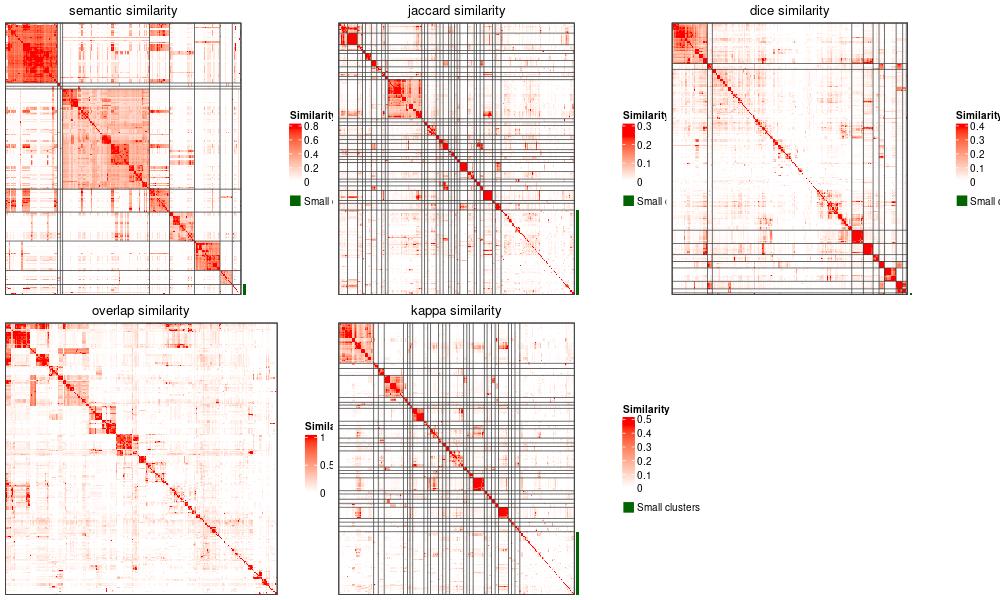 semantic similarity
jaccard similarity
dice similarity
Similarity
0.8
0.6
0.4
0.2
0
Small
Similarity
0.3
0.2
0.1
0
Small
Similarity
0.4
0.3
0.2
0.1
0
Small
overlap similarity
kappa similarity
Simila
1
0.5
0
Similarity
0.5
0.4
0.3
0.2
0.1
0
Small clusters